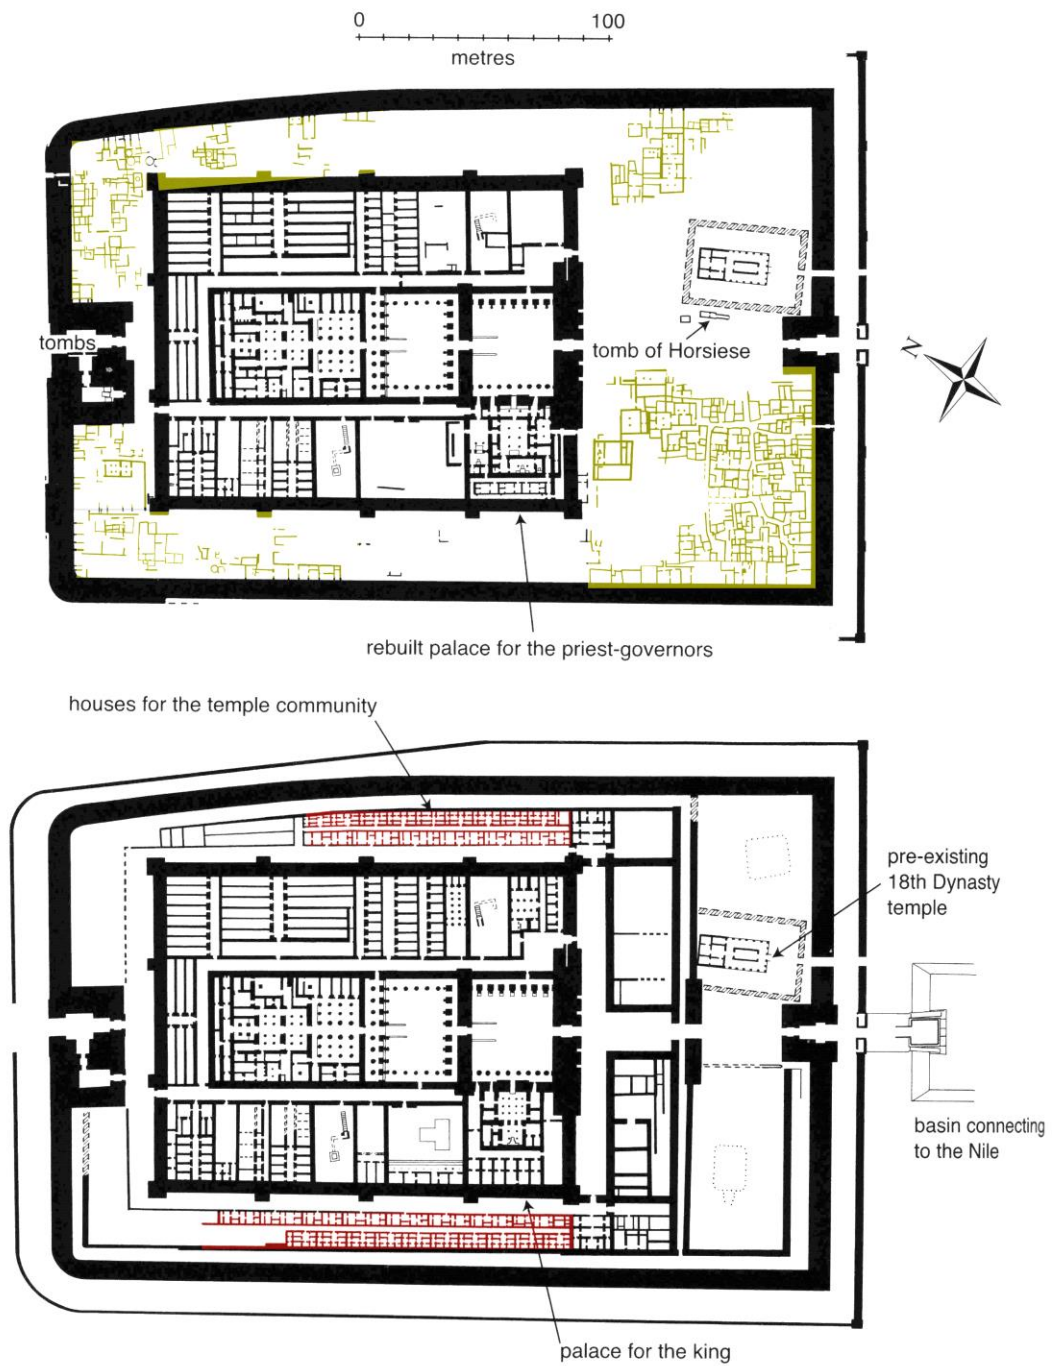 0 100
metres
N
tombs
tomb of Horsiese
rebuilt palace for the priest-governors
houses for the temple community
pre-existing
18th Dynasty
temple
basin connecting
to the Nile
palace for the king